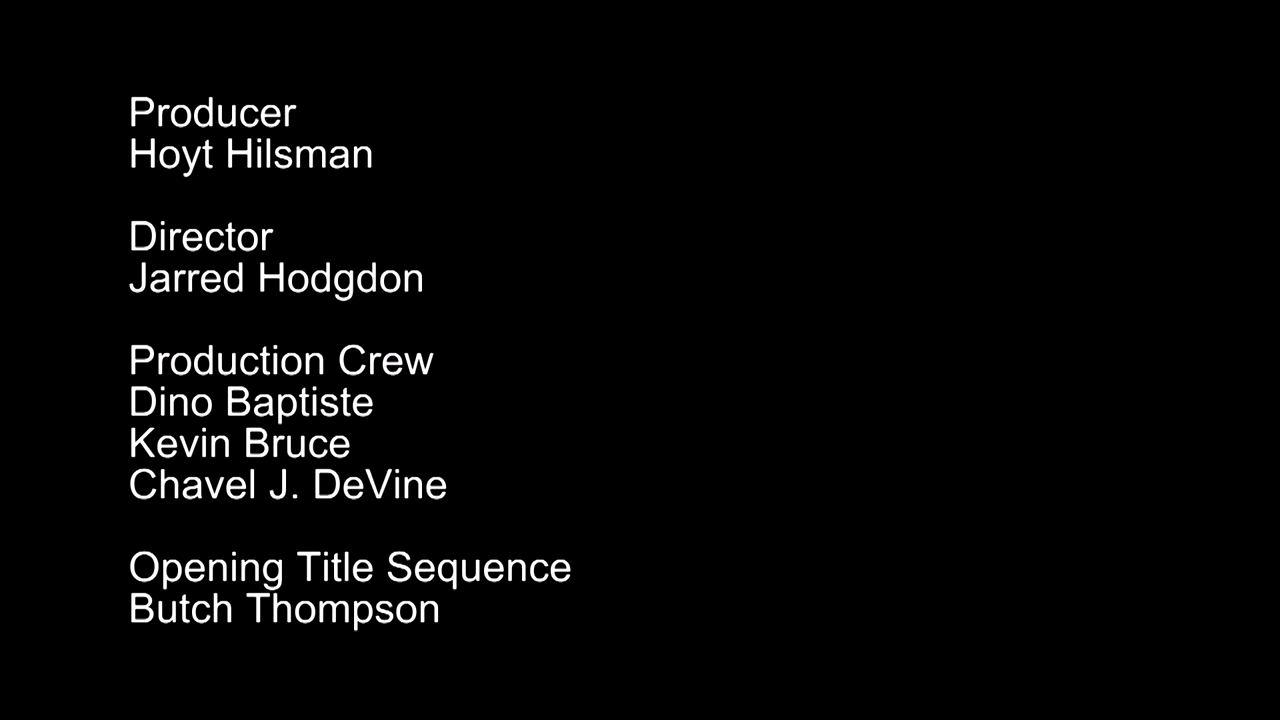 Producer
Hoyt Hilsman
Director
Jarred Hodgdon
Production Crew
Dino Baptiste
Kevin Bruce
Chavel J. DeVine
Opening Title Sequence
Butch Thompson